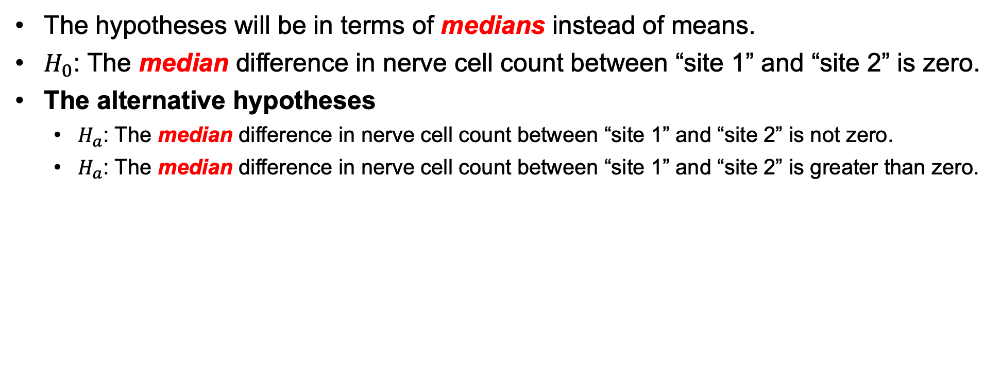 • The hypotheses will be in terms of medians instead of means.
• H₀: The median difference in nerve cell count between “site 1” and “site 2” is zero.
• The alternative hypotheses
• Hₐ: The median difference in nerve cell count between “site 1” and “site 2” is not zero.
• Hₐ: The median difference in nerve cell count between “site 1” and “site 2” is greater than zero.